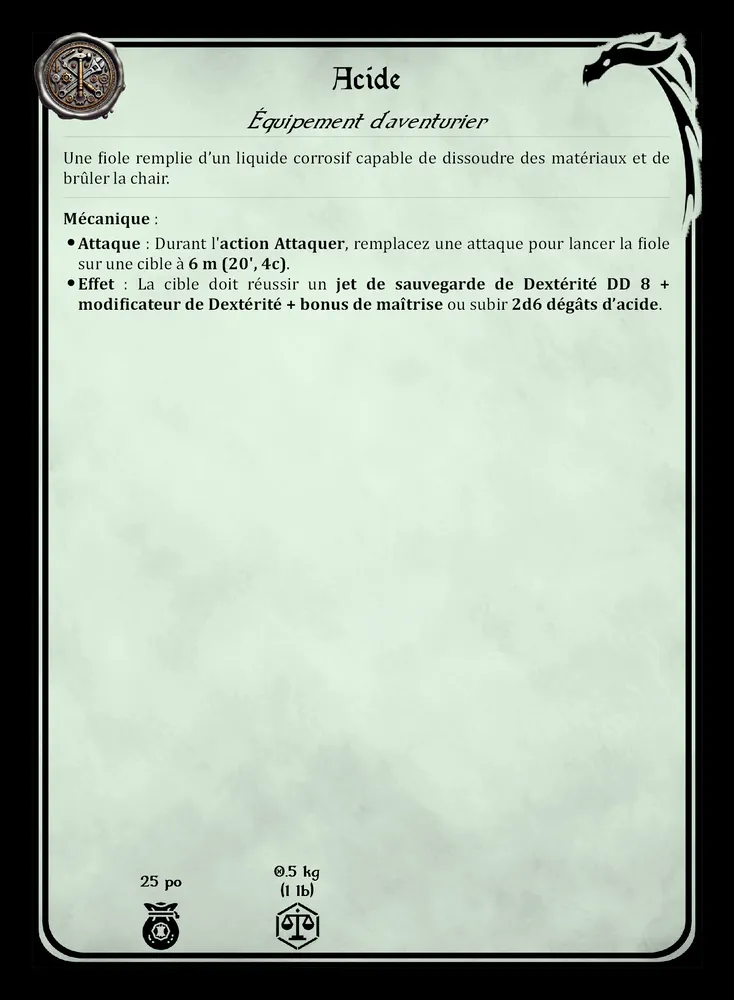 Acide
Équipement d'aventurier
Une fiole remplie d’un liquide corrosif capable de dissoudre des matériaux et de
brûler la chair.
Mécanique :
• Attaque : Durant l'action Attaquer, remplacez une attaque pour lancer la fiole
sur une cible à 6 m (20', 4c).
• Effet : La cible doit réussir un jet de sauvegarde de Dextérité DD 8 +
modificateur de Dextérité + bonus de maîtrise ou subir 2d6 dégâts d’acide.
25 po
0.5 kg
(1 lb)